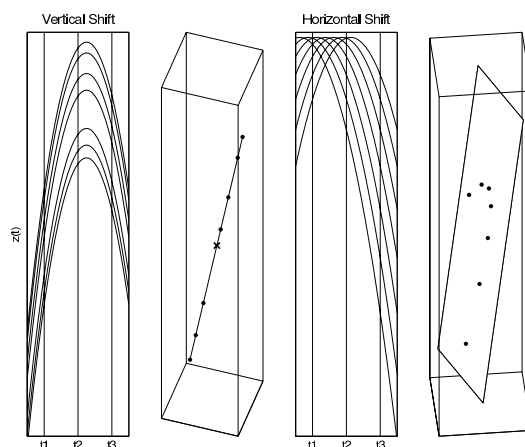 Vertical Shift
Horizontal Shift
z(t)
t1 t2 t3
t1 t2 t3